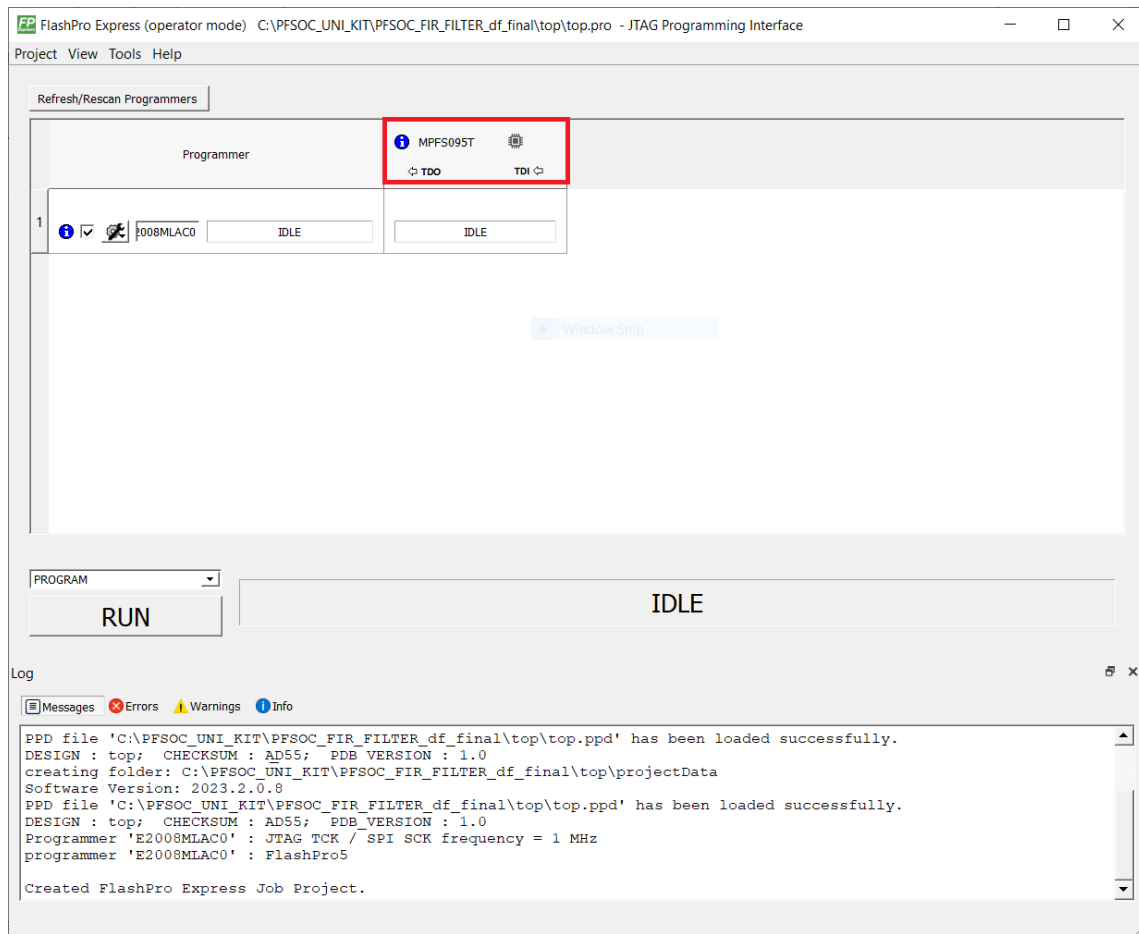 FP FlashPro Express (operator mode)   C:\PFSOC_UNI_KIT\PFSOC_FIR_FILTER_df_final\top\top.pro  - JTAG Programming Interface
Project View Tools Help
Refresh/Rescan Programmers
Programmer
MPFS095T
TDO TDI
1
2008MLAC0 IDLE IDLE
Window Snip
PROGRAM
RUN
IDLE
Log
Messages Errors Warnings Info
PPD file 'C:\PFSOC_UNI_KIT\PFSOC_FIR_FILTER_df_final\top\top.ppd' has been loaded successfully.
DESIGN : top;  CHECKSUM : AD55;  PDB_VERSION : 1.0
creating folder: C:\PFSOC_UNI_KIT\PFSOC_FIR_FILTER_df_final\top\projectData
Software Version: 2023.2.0.8
PPD file 'C:\PFSOC_UNI_KIT\PFSOC_FIR_FILTER_df_final\top\top.ppd' has been loaded successfully.
DESIGN : top;  CHECKSUM : AD55;  PDB_VERSION : 1.0
Programmer 'E2008MLAC0' : JTAG TCK / SPI SCK frequency = 1 MHz
programmer 'E2008MLAC0' : FlashPro5
Created FlashPro Express Job Project.